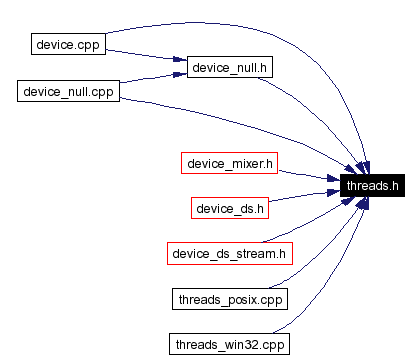 device.cpp
device_null.h
device_null.cpp
device_mixer.h
threads.h
device_ds.h
device_ds_stream.h
threads_posix.cpp
threads_win32.cpp